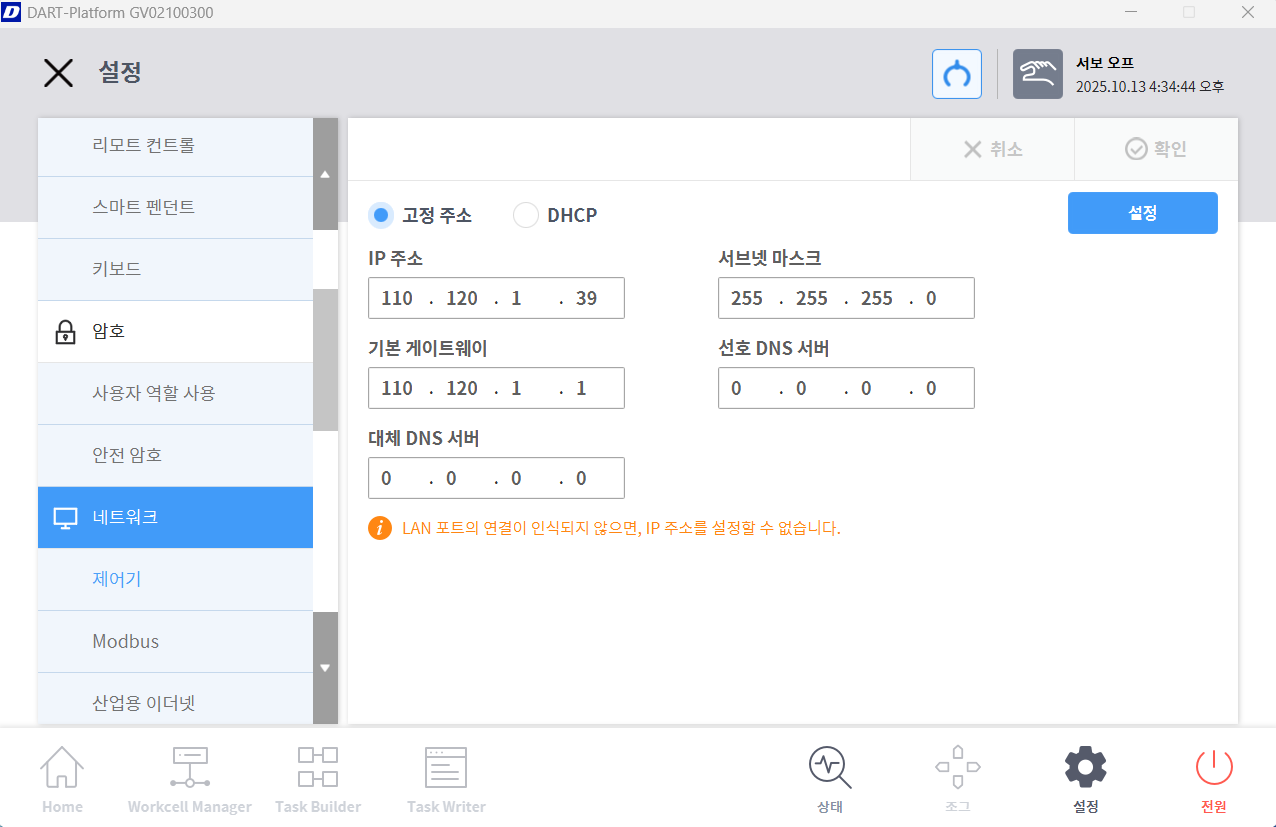 DART-Platform GV02100300
설정
서보 오프
2025.10.13 4:34:44 오후
리모트 컨트롤
스마트 펜던트
키보드
암호
사용자 역할 사용
안전 암호
네트워크
제어기
Modbus
산업용 이더넷
취소
확인
고정 주소
DHCP
설정
IP 주소
서브넷 마스크
110 . 120 . 1 . 39
255 . 255 . 255 . 0
기본 게이트웨이
선호 DNS 서버
110 . 120 . 1 . 1
0 . 0 . 0 . 0
대체 DNS 서버
0 . 0 . 0 . 0
LAN 포트의 연결이 인식되지 않으면, IP 주소를 설정할 수 없습니다.
Home
Workcell Manager
Task Builder
Task Writer
상태
조그
설정
전원